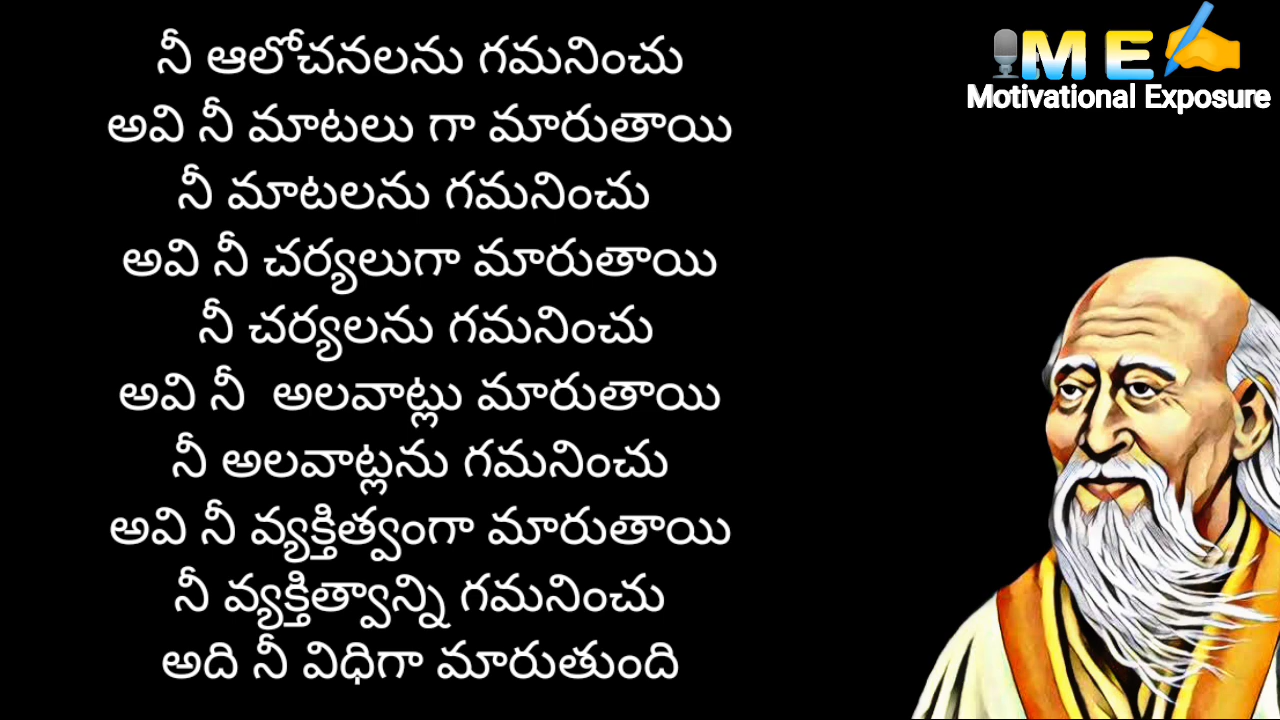 నీ ఆలోచనలను గమనించు
అవి నీ మాటలు గా మారుతాయి
నీ మాటలను గమనించు
అవి నీ చర్యలుగా మారుతాయి
నీ చర్యలను గమనించు
అవి నీ  అలవాట్లు మారుతాయి
నీ అలవాట్లను గమనించు
అవి నీ వ్యక్తిత్వంగా మారుతాయి
నీ వ్యక్తిత్వాన్ని గమనించు
అది నీ విధిగా మారుతుంది
M E
Motivational Exposure